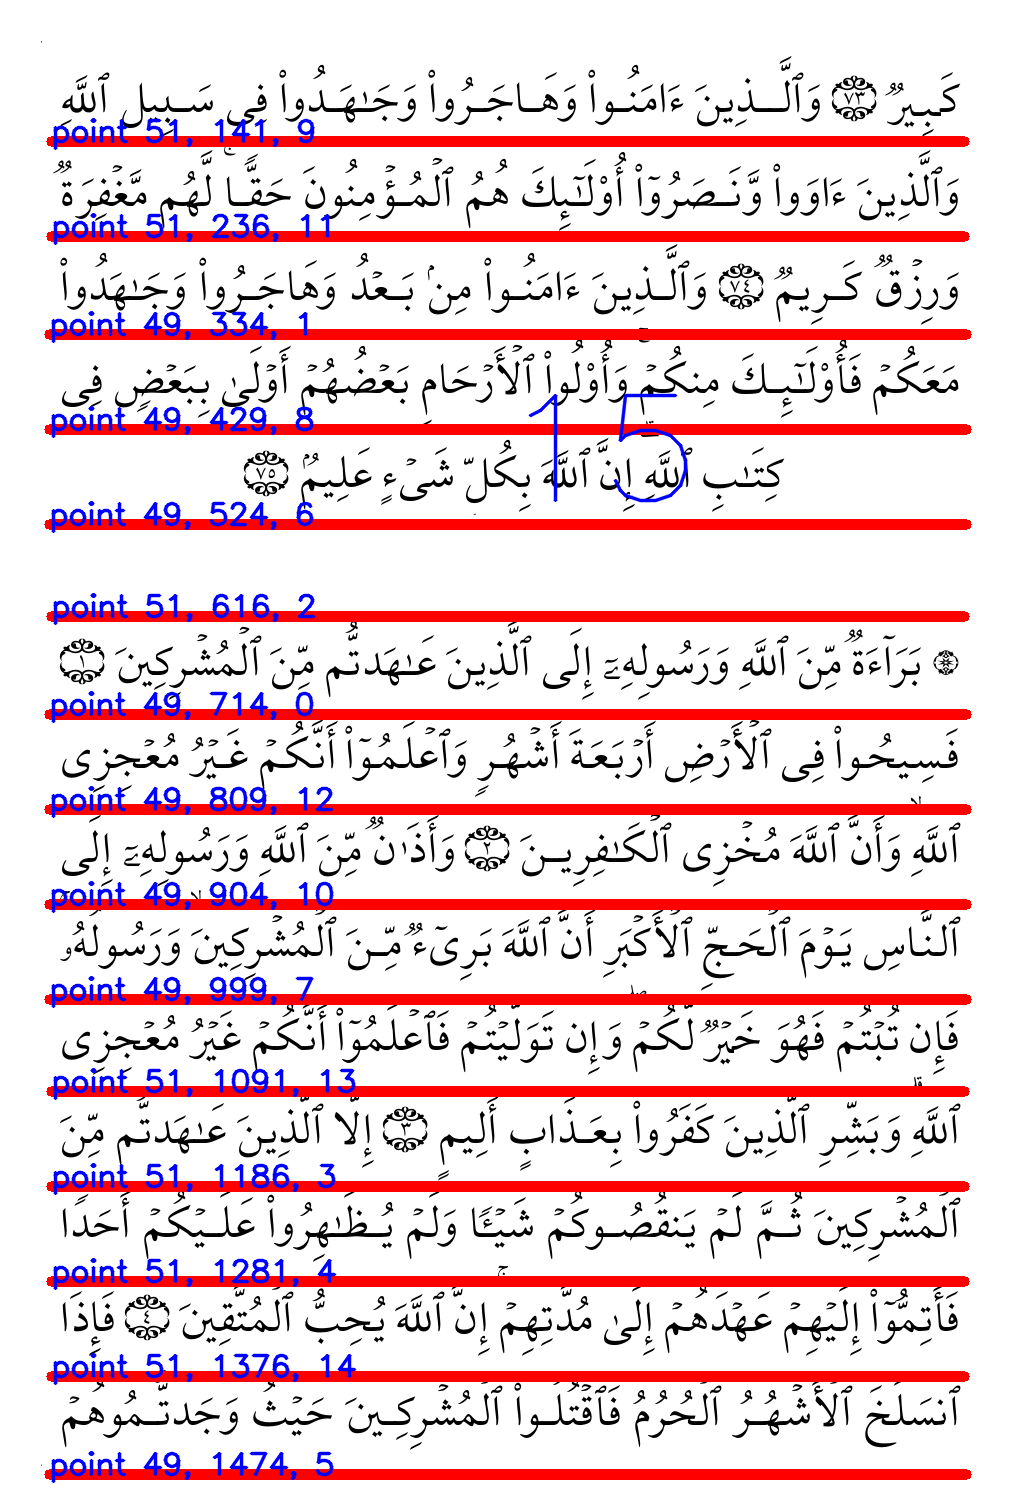 كَبِيرٌ ٧٣ وَٱلَّذِينَ ءَامَنُوا۟ وَهَاجَرُوا۟ وَجَـٰهَدُوا۟ فِى سَبِيلِ ٱللَّهِ
point 51, 141, 9
وَٱلَّذِينَ ءَاوَوا۟ وَّنَصَرُوٓا۟ أُو۟لَـٰٓئِكَ هُمُ ٱلْمُؤْمِنُونَ حَقًّا ۚ لَّهُم مَّغْفِرَةٌ
point 51, 236, 11
وَرِزْقٌ كَرِيمٌ ٧٤ وَٱلَّذِينَ ءَامَنُوا۟ مِنۢ بَعْدُ وَهَاجَرُوا۟ وَجَـٰهَدُوا۟
point 49, 334, 1
مَعَكُمْ فَأُو۟لَـٰٓئِكَ مِنكُمْ ۚ وَأُو۟لُوا۟ ٱلْأَرْحَامِ بَعْضُهُمْ أَوْلَىٰ بِبَعْضٍ فِى
point 49, 429, 8
15
كِتَـٰبِ ٱللَّهِ ۗ إِنَّ ٱللَّهَ بِكُلِّ شَىْءٍ عَلِيمٌۢ ٧٥
point 49, 524, 6
point 51, 616, 2
۞ بَرَآءَةٌ مِّنَ ٱللَّهِ وَرَسُولِهِۦٓ إِلَى ٱلَّذِينَ عَـٰهَدتُّم مِّنَ ٱلْمُشْرِكِينَ ١
point 49, 714, 0
فَسِيحُوا۟ فِى ٱلْأَرْضِ أَرْبَعَةَ أَشْهُرٍ وَٱعْلَمُوٓا۟ أَنَّكُمْ غَيْرُ مُعْجِزِى
point 49, 809, 12
ٱللَّهِ ۙ وَأَنَّ ٱللَّهَ مُخْزِى ٱلْكَـٰفِرِينَ ٢ وَأَذَٰنٌ مِّنَ ٱللَّهِ وَرَسُولِهِۦٓ إِلَى
point 49, 904, 10
ٱلنَّاسِ يَوْمَ ٱلْحَجِّ ٱلْأَكْبَرِ أَنَّ ٱللَّهَ بَرِىٓءٌ مِّنَ ٱلْمُشْرِكِينَ ۙ وَرَسُولُهُۥ
point 49, 999, 7
فَإِن تُبْتُمْ فَهُوَ خَيْرٌ لَّكُمْ ۖ وَإِن تَوَلَّيْتُمْ فَٱعْلَمُوٓا۟ أَنَّكُمْ غَيْرُ مُعْجِزِى
point 51, 1091, 13
ٱللَّهِ ۗ وَبَشِّرِ ٱلَّذِينَ كَفَرُوا۟ بِعَذَابٍ أَلِيمٍ ٣ إِلَّا ٱلَّذِينَ عَـٰهَدتُّم مِّنَ
point 51, 1186, 3
ٱلْمُشْرِكِينَ ثُمَّ لَمْ يَنقُصُوكُمْ شَيْـًٔا وَلَمْ يُظَـٰهِرُوا۟ عَلَيْكُمْ أَحَدًا
point 51, 1281, 4
فَأَتِمُّوٓا۟ إِلَيْهِمْ عَهْدَهُمْ إِلَىٰ مُدَّتِهِمْ ۚ إِنَّ ٱللَّهَ يُحِبُّ ٱلْمُتَّقِينَ ٤ فَإِذَا
point 51, 1376, 14
ٱنسَلَخَ ٱلْأَشْهُرُ ٱلْحُرُمُ فَٱقْتُلُوا۟ ٱلْمُشْرِكِينَ حَيْثُ وَجَدتُّمُوهُمْ
point 49, 1474, 5